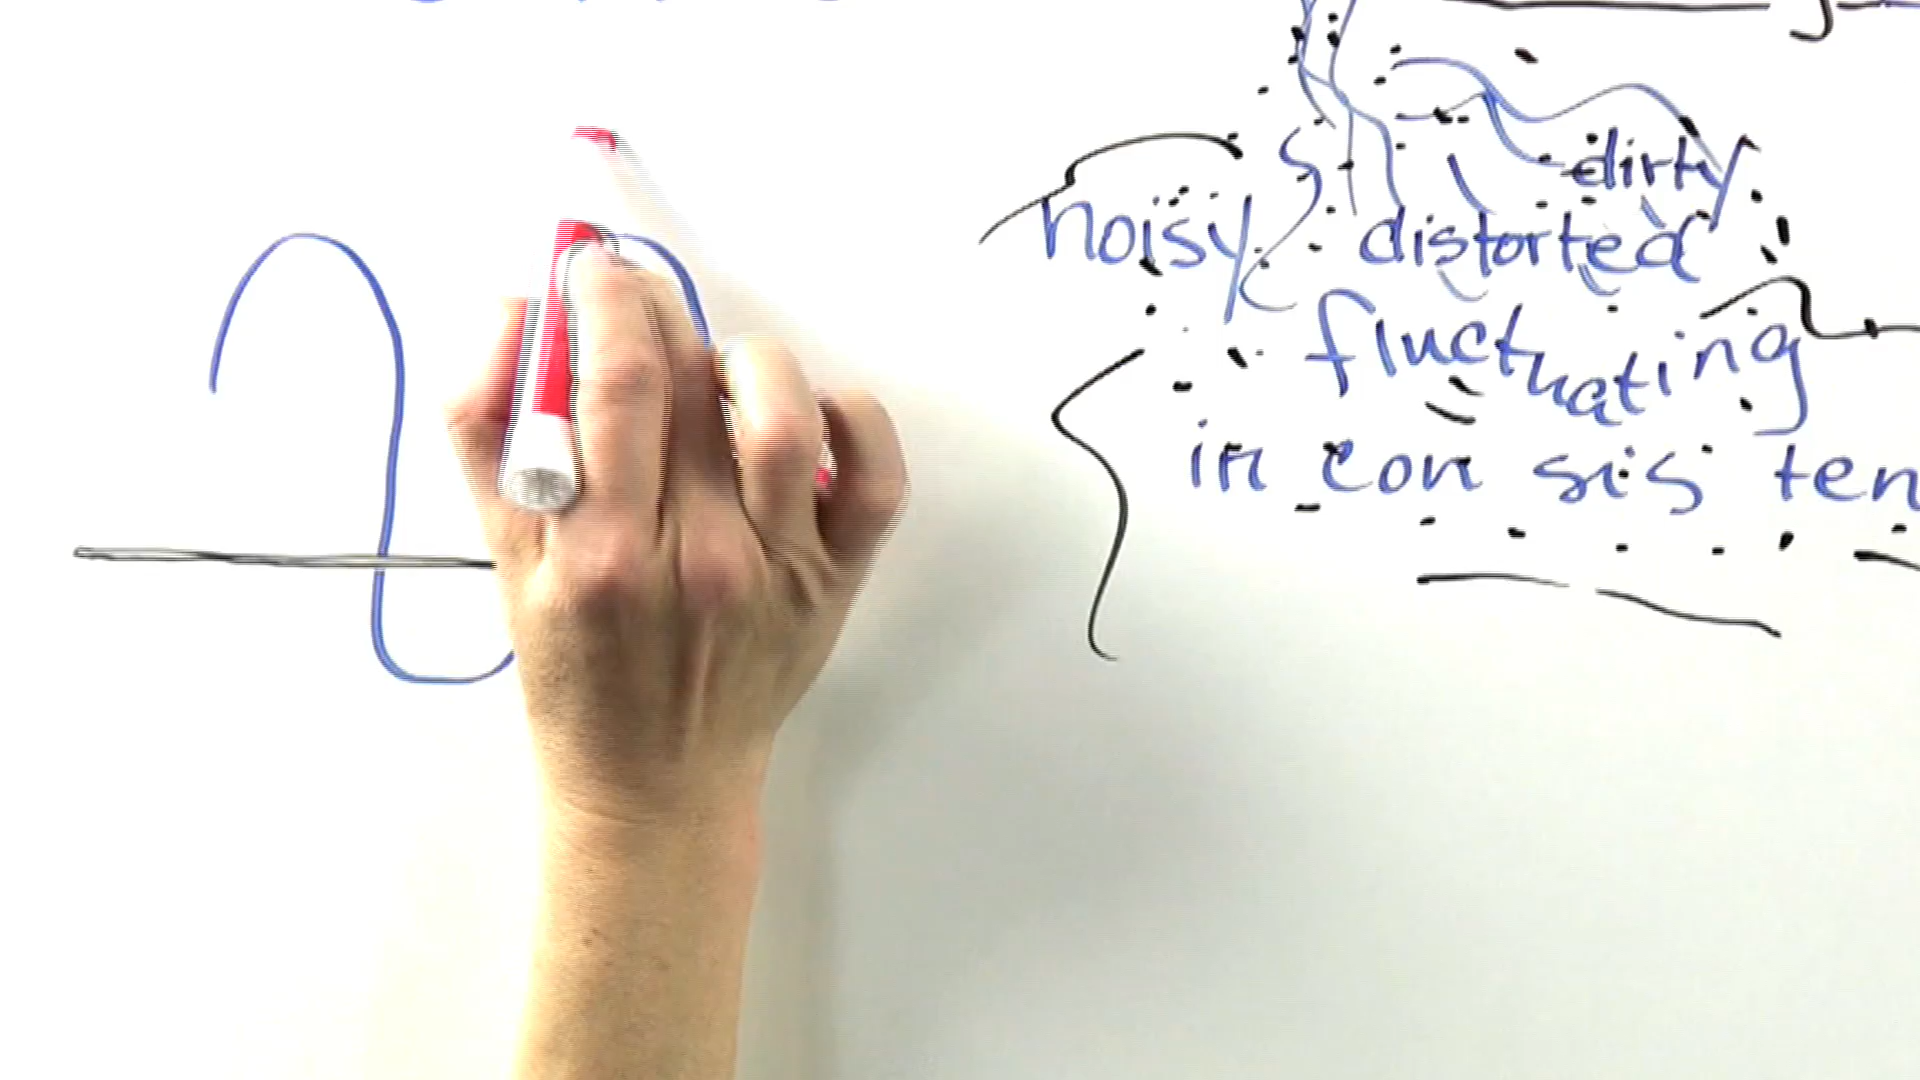 dirty
noisy distorted
fluctuating
in con sis ten